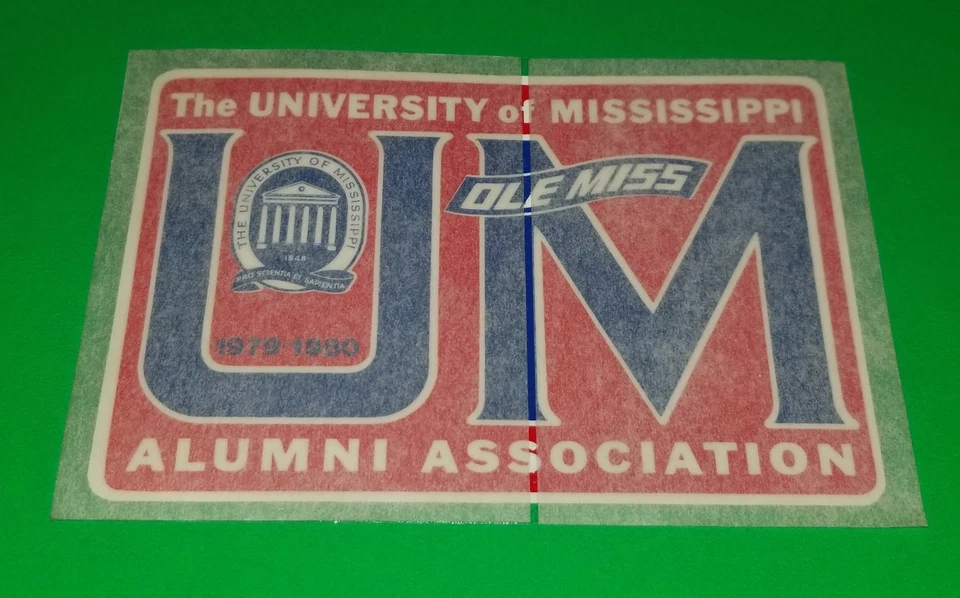 The UNIVERSITY of MISSISSIPPI
UM
OLE MISS
THE UNIVERSITY OF MISSISSIPPI
1848
PRO SCIENTIA ET SAPIENTIA
1979-1980
ALUMNI ASSOCIATION